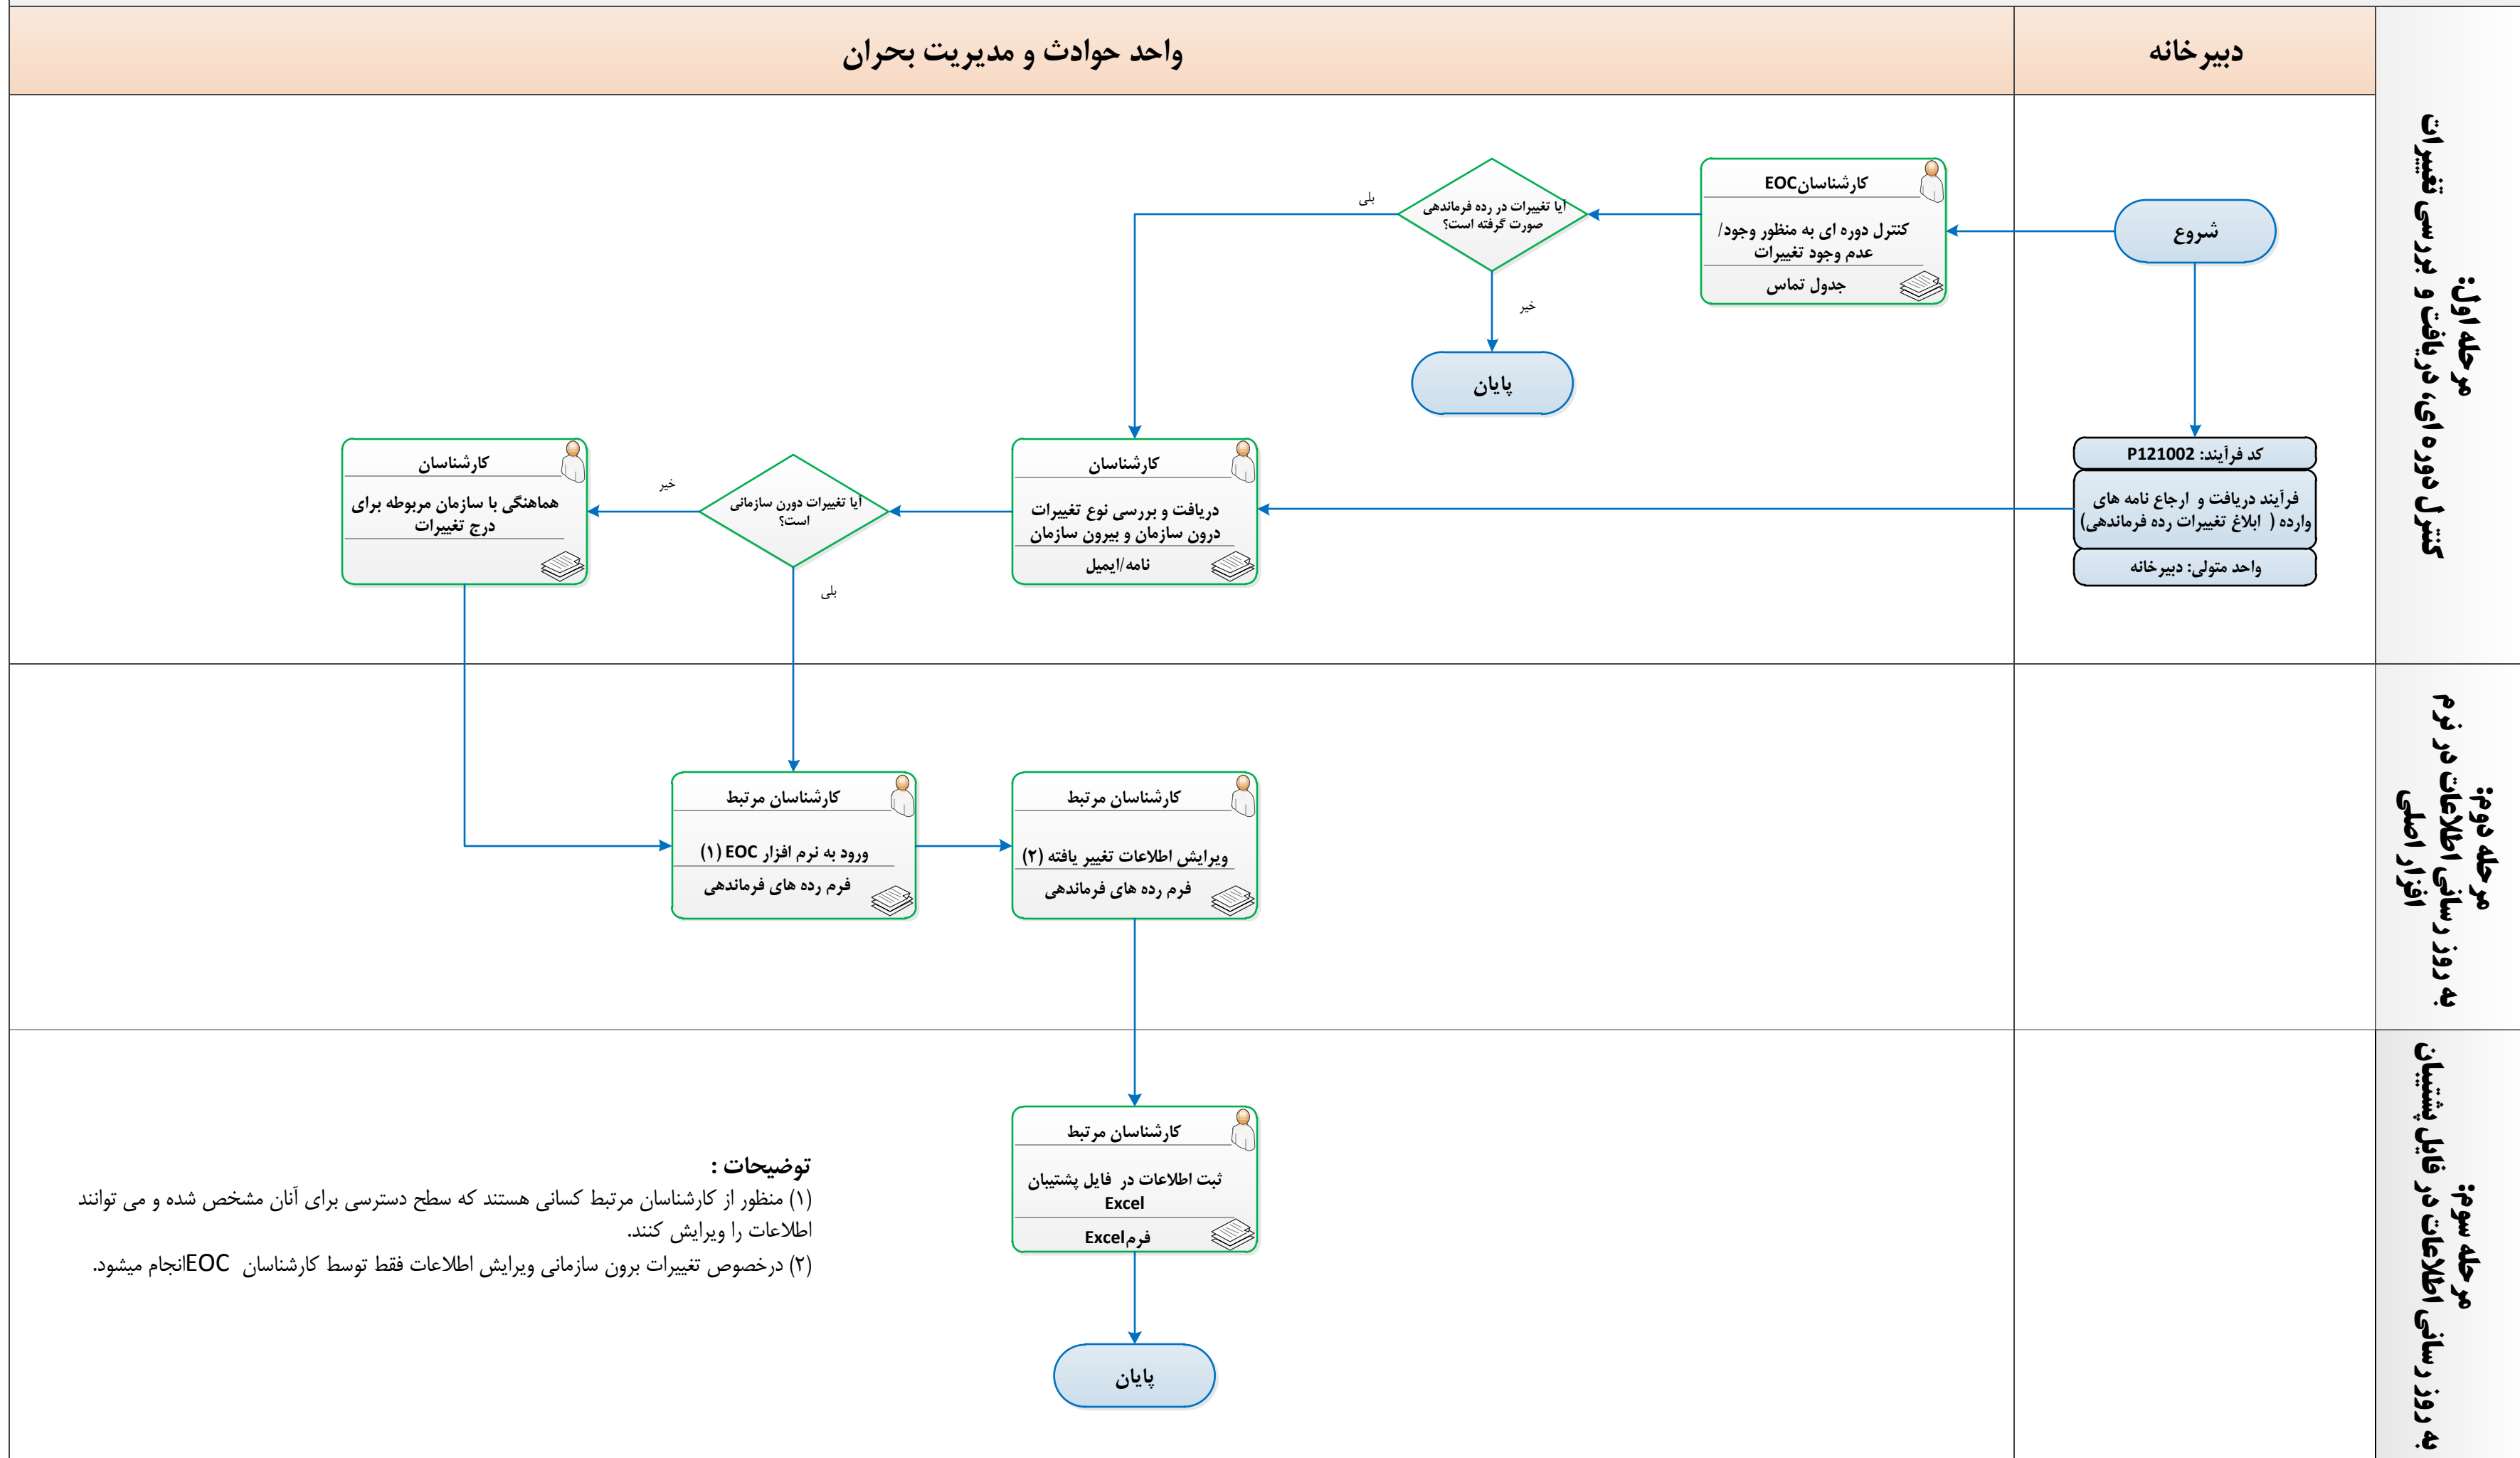 دبیرخانه
واحد حوادث و مدیریت بحران
مرحله اول:
کنترل دوره ای، دریافت و بررسی تغییرات
شروع
کارشناسان EOC
کنترل دوره ای به منظور وجود/
عدم وجود تغییرات
جدول تماس
آیا تغییرات در رده فرماندهی
صورت گرفته است؟
بلی
خیر
پایان
کد فرآیند: P121002
فرآیند دریافت و ارجاع نامه های
وارده ( ابلاغ تغییرات رده فرماندهی)
واحد متولی: دبیرخانه
کارشناسان
دریافت و بررسی نوع تغییرات
درون سازمان و بیرون سازمان
نامه/ایمیل
آیا تغییرات دورن سازمانی
است؟
خیر
بلی
کارشناسان
هماهنگی با سازمان مربوطه برای
درج تغییرات
مرحله دوم:
به روز رسانی اطلاعات در نرم
افزار اصلی
کارشناسان مرتبط
ورود به نرم افزار EOC (۱)
فرم رده های فرماندهی
کارشناسان مرتبط
ویرایش اطلاعات تغییر یافته (۲)
فرم رده های فرماندهی
مرحله سوم:
به روز رسانی اطلاعات در فایل پشتیبان
کارشناسان مرتبط
ثبت اطلاعات در فایل پشتیبان
Excel
فرم Excel
پایان
توضیحات :
(۱) منظور از کارشناسان مرتبط کسانی هستند که سطح دسترسی برای آنان مشخص شده و می توانند
اطلاعات را ویرایش کنند.
(۲) درخصوص تغییرات برون سازمانی ویرایش اطلاعات فقط توسط کارشناسان EOC انجام میشود.